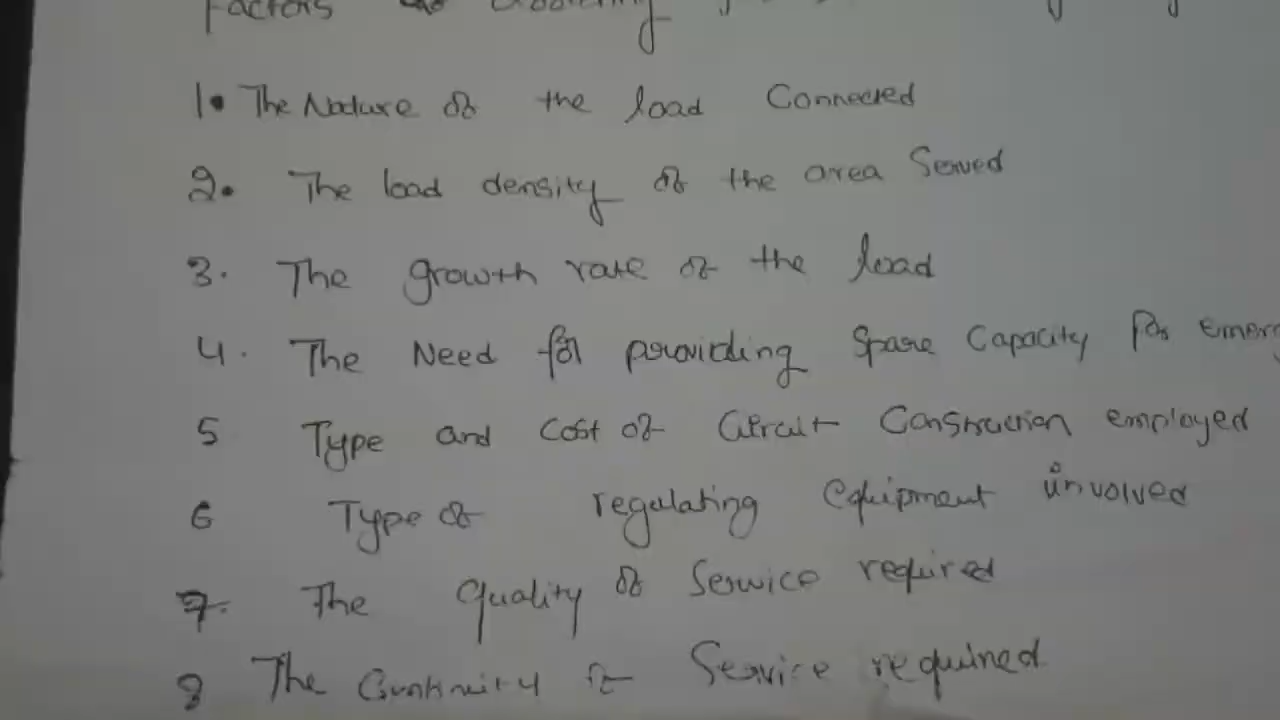 Factors
1. The Nature of the load Connected
2. The load density of the area Served
3. The growth rate of the load
4. The Need for providing Spare Capacity for emerg
5 Type and Cost of Circuit Construction employed
6 Type of regulating equipment involved
7. The quality of Service required
8 The Continuity of Service required